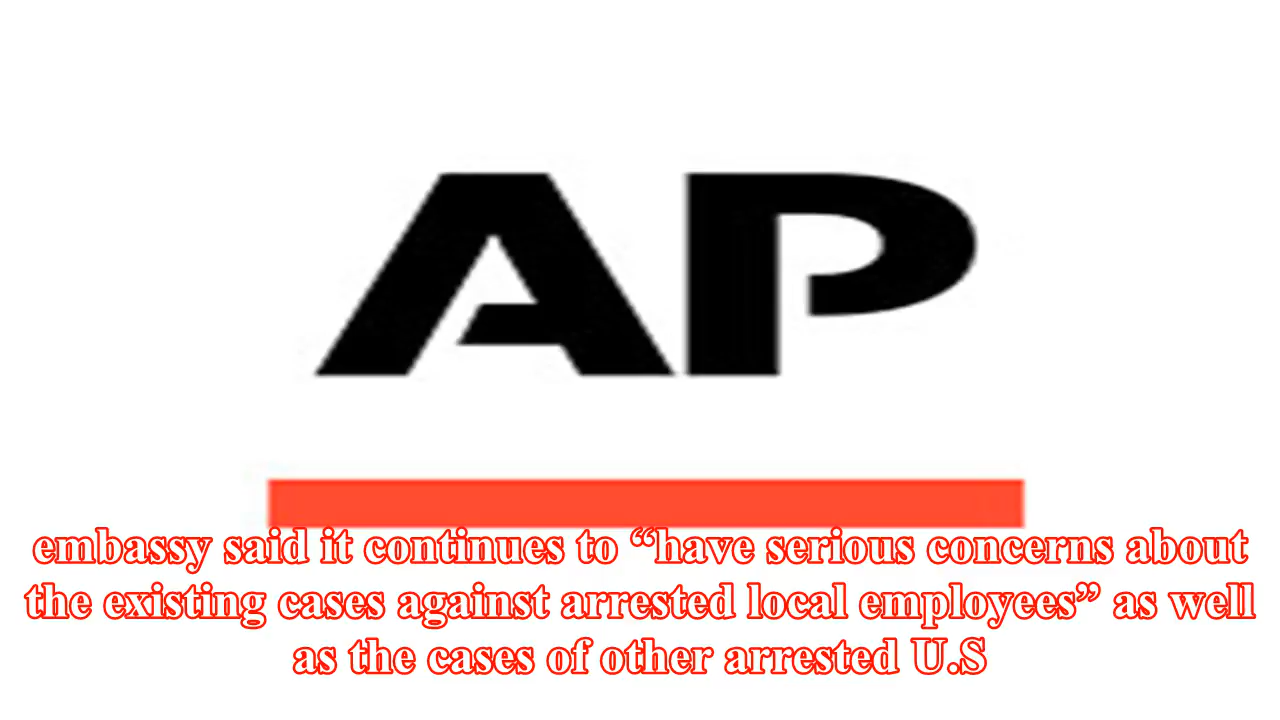 AP
embassy said it continues to “have serious concerns about
the existing cases against arrested local employees” as well
as the cases of other arrested U.S